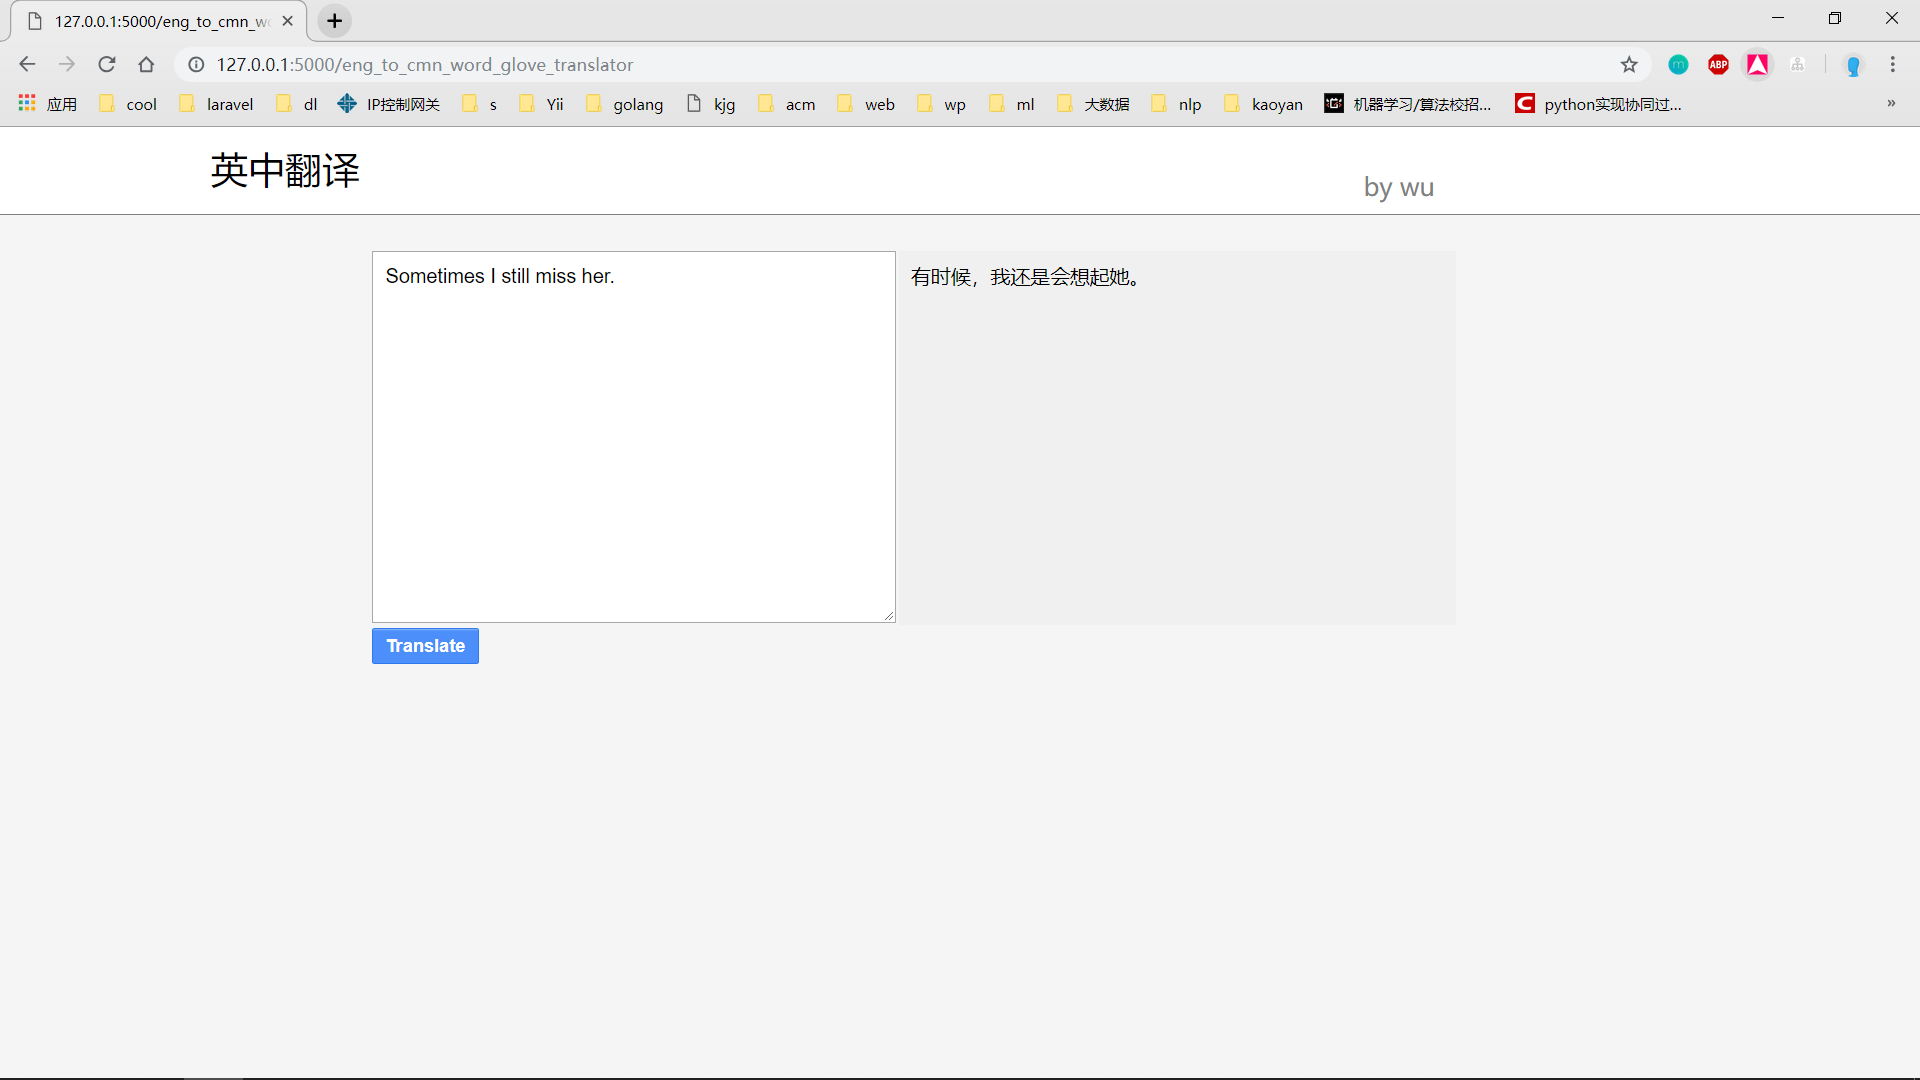 127.0.0.1:5000/eng_to_cmn_w
127.0.0.1:5000/eng_to_cmn_word_glove_translator
m
ABP
应用 cool laravel dl IP控制网关 s Yii golang kjg acm web wp ml 大数据 nlp kaoyan 机器学习/算法校招... python实现协同过... »
英中翻译
by wu
Sometimes I still miss her.
有时候，我还是会想起她。
Translate